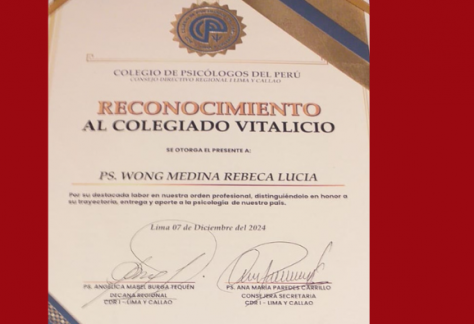 COLEGIO DE PSICÓLOGOS DEL PERÚ
CONSEJO DIRECTIVO REGIONAL I LIMA Y CALLAO
RECONOCIMIENTO
AL COLEGIADO VITALICIO
SE OTORGA EL PRESENTE A:
PS. WONG MEDINA REBECA LUCIA
Por su destacada labor en nuestra orden profesional, distinguiéndolo en honor a
su trayectoria, entrega y aporte a la psicología de nuestro país.
Lima 07 de Diciembre del 2024
PS. ANGÉLICA MABEL BURGA YEQUÉN
DECANA REGIONAL
CDR I - LIMA Y CALLAO
PS. ANA MARIA PAREDES CARRILLO
CONSEJERA SECRETARIA
CDR I - LIMA Y CALLAO